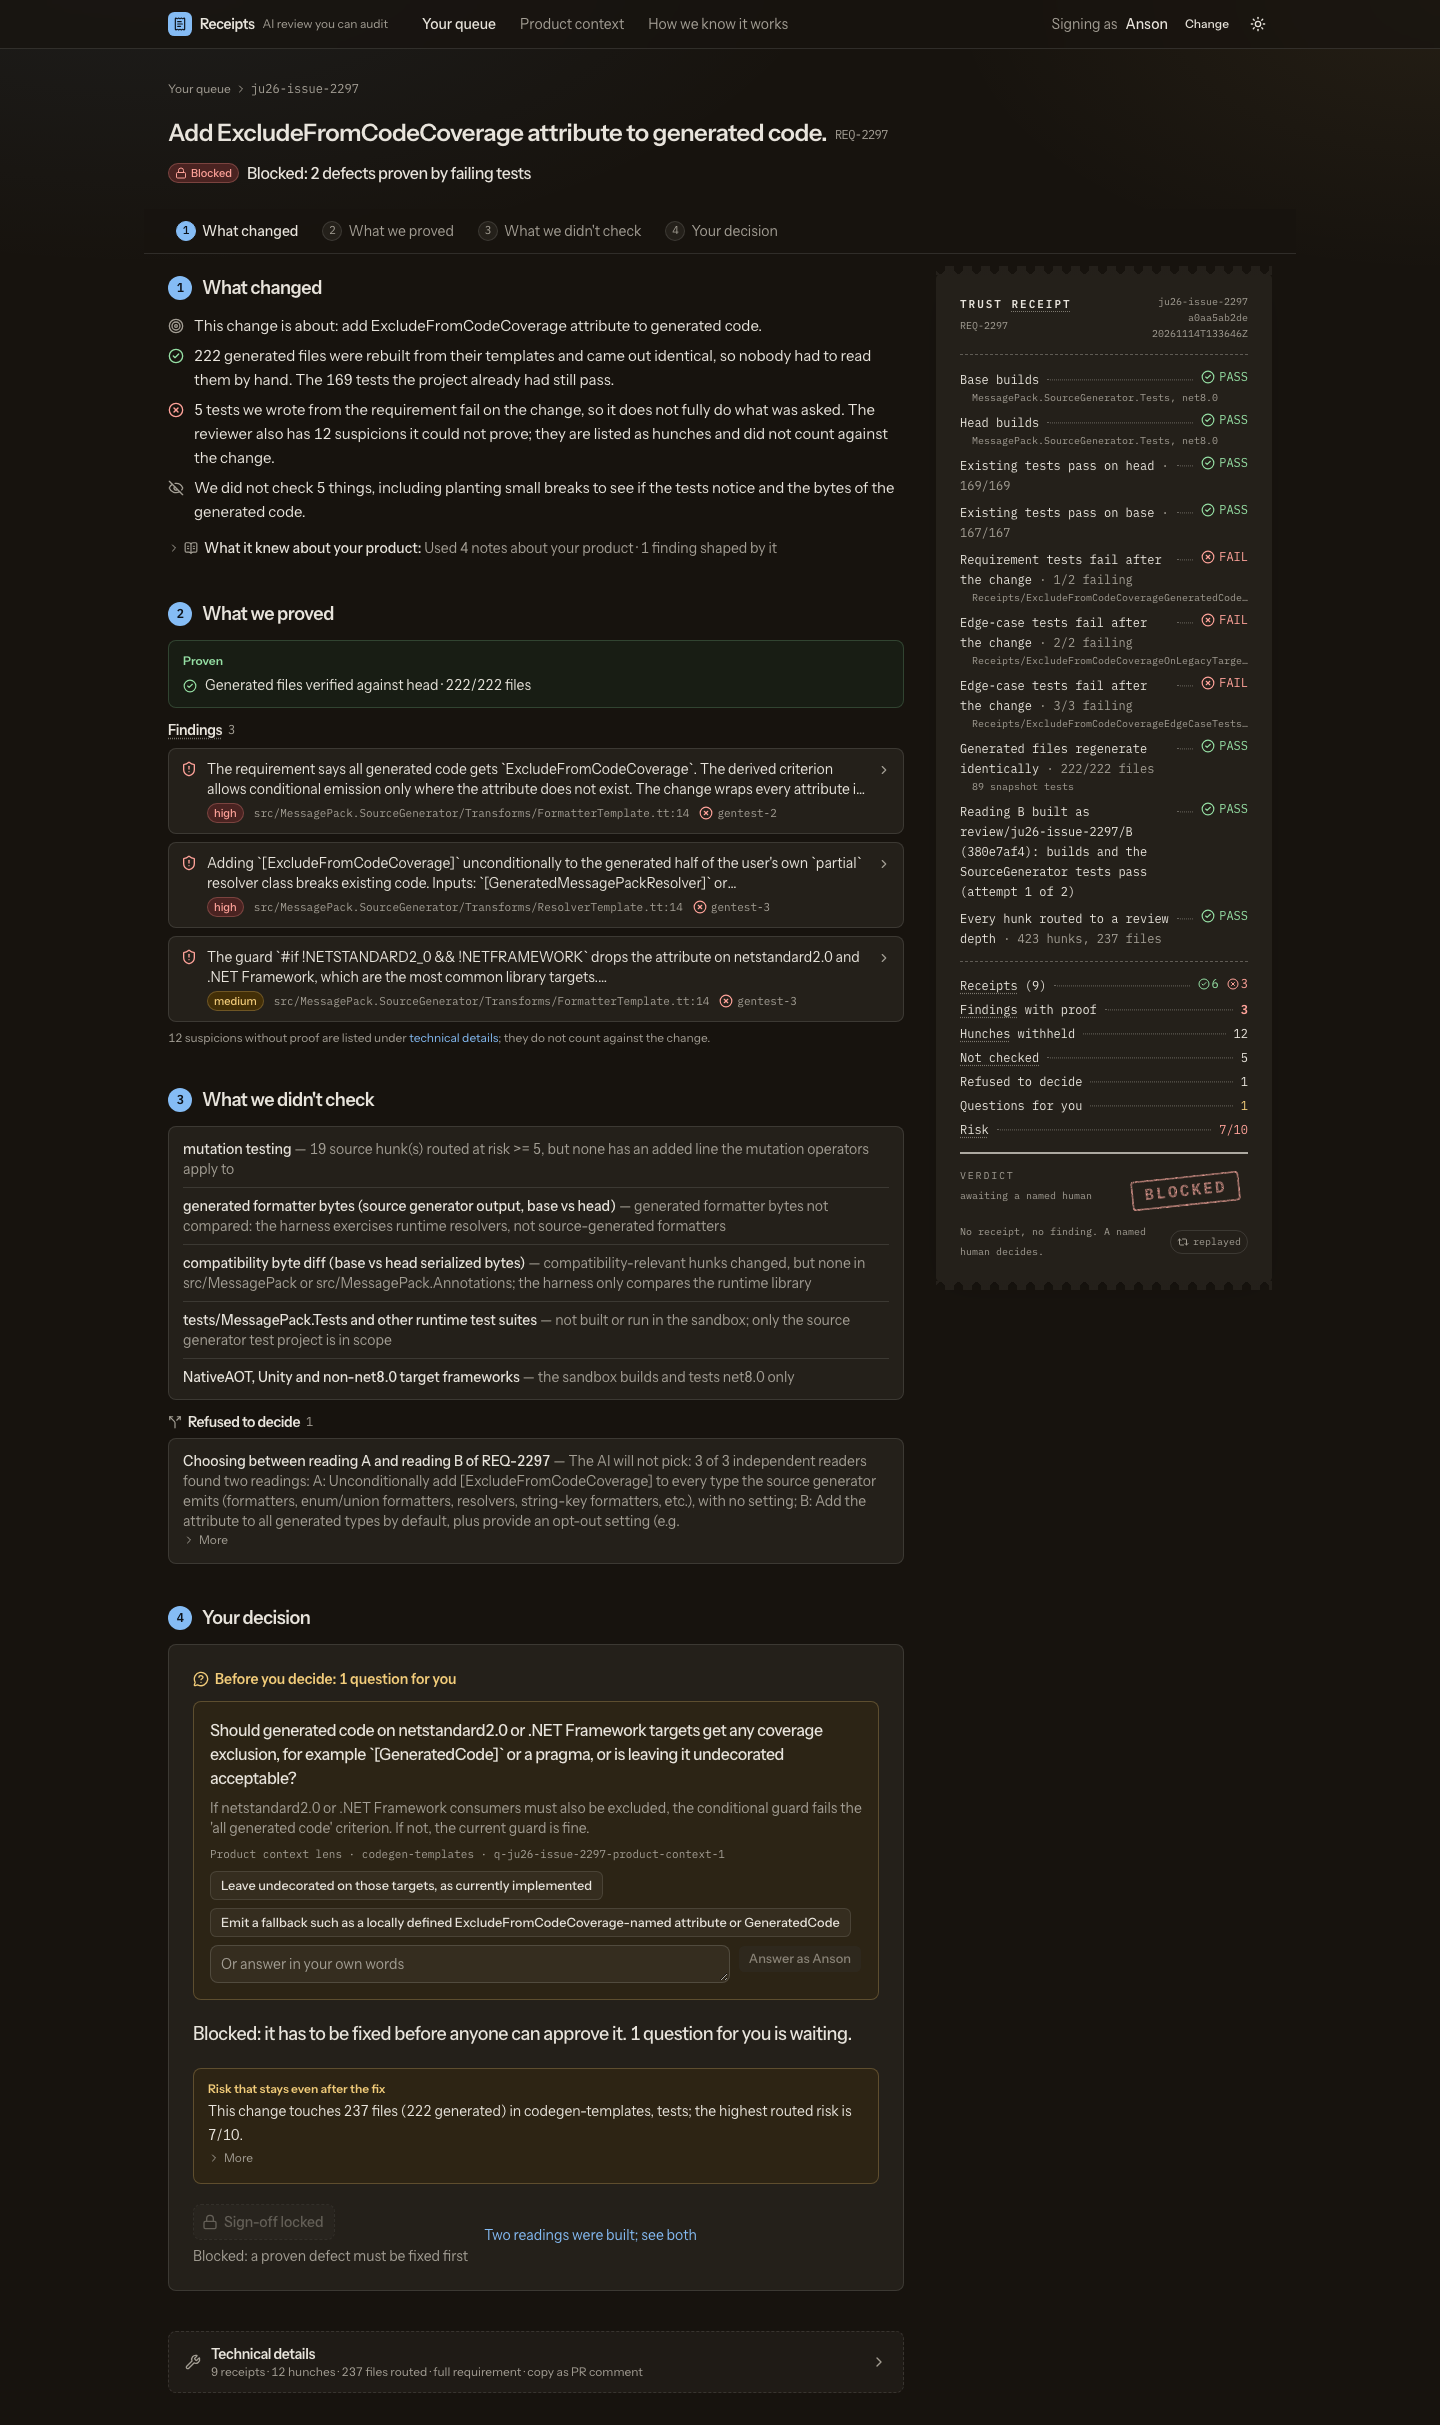 Receipts AI review you can audit Your queue Product context How we know it works Signing as Anson Change
Your queue > ju26-issue-2297
Add ExcludeFromCodeCoverage attribute to generated code. REQ-2297
Blocked Blocked: 2 defects proven by failing tests
1 What changed 2 What we proved 3 What we didn't check 4 Your decision
1 What changed
This change is about: add ExcludeFromCodeCoverage attribute to generated code.
222 generated files were rebuilt from their templates and came out identical, so nobody had to read
them by hand. The 169 tests the project already had still pass.
5 tests we wrote from the requirement fail on the change, so it does not fully do what was asked. The
reviewer also has 12 suspicions it could not prove; they are listed as hunches and did not count against
the change.
We did not check 5 things, including planting small breaks to see if the tests notice and the bytes of the
generated code.
What it knew about your product: Used 4 notes about your product · 1 finding shaped by it
2 What we proved
Proven
Generated files verified against head · 222/222 files
Findings 3
The requirement says all generated code gets `ExcludeFromCodeCoverage`. The derived criterion
allows conditional emission only where the attribute does not exist. The change wraps every attribute i...
high src/MessagePack.SourceGenerator/Transforms/FormatterTemplate.tt:14 gentest-2
Adding `[ExcludeFromCodeCoverage]` unconditionally to the generated half of the user's own `partial`
resolver class breaks existing code. Inputs: `[GeneratedMessagePackResolver]` or...
high src/MessagePack.SourceGenerator/Transforms/ResolverTemplate.tt:14 gentest-3
The guard `#if !NETSTANDARD2_0 && !NETFRAMEWORK` drops the attribute on netstandard2.0 and
.NET Framework, which are the most common library targets....
medium src/MessagePack.SourceGenerator/Transforms/FormatterTemplate.tt:14 gentest-3
12 suspicions without proof are listed under technical details; they do not count against the change.
3 What we didn't check
mutation testing — 19 source hunk(s) routed at risk >= 5, but none has an added line the mutation operators
apply to
generated formatter bytes (source generator output, base vs head) — generated formatter bytes not
compared: the harness exercises runtime resolvers, not source-generated formatters
compatibility byte diff (base vs head serialized bytes) — compatibility-relevant hunks changed, but none in
src/MessagePack or src/MessagePack.Annotations; the harness only compares the runtime library
tests/MessagePack.Tests and other runtime test suites — not built or run in the sandbox; only the source
generator test project is in scope
NativeAOT, Unity and non-net8.0 target frameworks — the sandbox builds and tests net8.0 only
Refused to decide 1
Choosing between reading A and reading B of REQ-2297 — The AI will not pick: 3 of 3 independent readers
found two readings: A: Unconditionally add [ExcludeFromCodeCoverage] to every type the source generator
emits (formatters, enum/union formatters, resolvers, string-key formatters, etc.), with no setting; B: Add the
attribute to all generated types by default, plus provide an opt-out setting (e.g.
More
4 Your decision
Before you decide: 1 question for you
Should generated code on netstandard2.0 or .NET Framework targets get any coverage
exclusion, for example `[GeneratedCode]` or a pragma, or is leaving it undecorated
acceptable?
If netstandard2.0 or .NET Framework consumers must also be excluded, the conditional guard fails the
'all generated code' criterion. If not, the current guard is fine.
Product context lens · codegen-templates · q-ju26-issue-2297-product-context-1
Leave undecorated on those targets, as currently implemented
Emit a fallback such as a locally defined ExcludeFromCodeCoverage-named attribute or GeneratedCode
Or answer in your own words Answer as Anson
Blocked: it has to be fixed before anyone can approve it. 1 question for you is waiting.
Risk that stays even after the fix
This change touches 237 files (222 generated) in codegen-templates, tests; the highest routed risk is
7/10.
More
Sign-off locked
Two readings were built; see both
Blocked: a proven defect must be fixed first
Technical details
9 receipts · 12 hunches · 237 files routed · full requirement · copy as PR comment
TRUST RECEIPT ju26-issue-2297
a0aa5ab2de
REQ-2297
20261114T133646Z
Base builds PASS
MessagePack.SourceGenerator.Tests, net8.0
Head builds PASS
MessagePack.SourceGenerator.Tests, net8.0
Existing tests pass on head · PASS
169/169
Existing tests pass on base · PASS
167/167
Requirement tests fail after FAIL
the change · 1/2 failing
Receipts/ExcludeFromCodeCoverageGeneratedCode…
Edge-case tests fail after FAIL
the change · 2/2 failing
Receipts/ExcludeFromCodeCoverageOnLegacyTarge…
Edge-case tests fail after FAIL
the change · 3/3 failing
Receipts/ExcludeFromCodeCoverageEdgeCaseTests…
Generated files regenerate PASS
identically · 222/222 files
89 snapshot tests
Reading B built as PASS
review/ju26-issue-2297/B
(380e7af4): builds and the
SourceGenerator tests pass
(attempt 1 of 2)
Every hunk routed to a review PASS
depth · 423 hunks, 237 files
Receipts (9) 6 3
Findings with proof 3
Hunches withheld 12
Not checked 5
Refused to decide 1
Questions for you 1
Risk 7/10
VERDICT
awaiting a named human
BLOCKED
No receipt, no finding. A named
human decides.
replayed